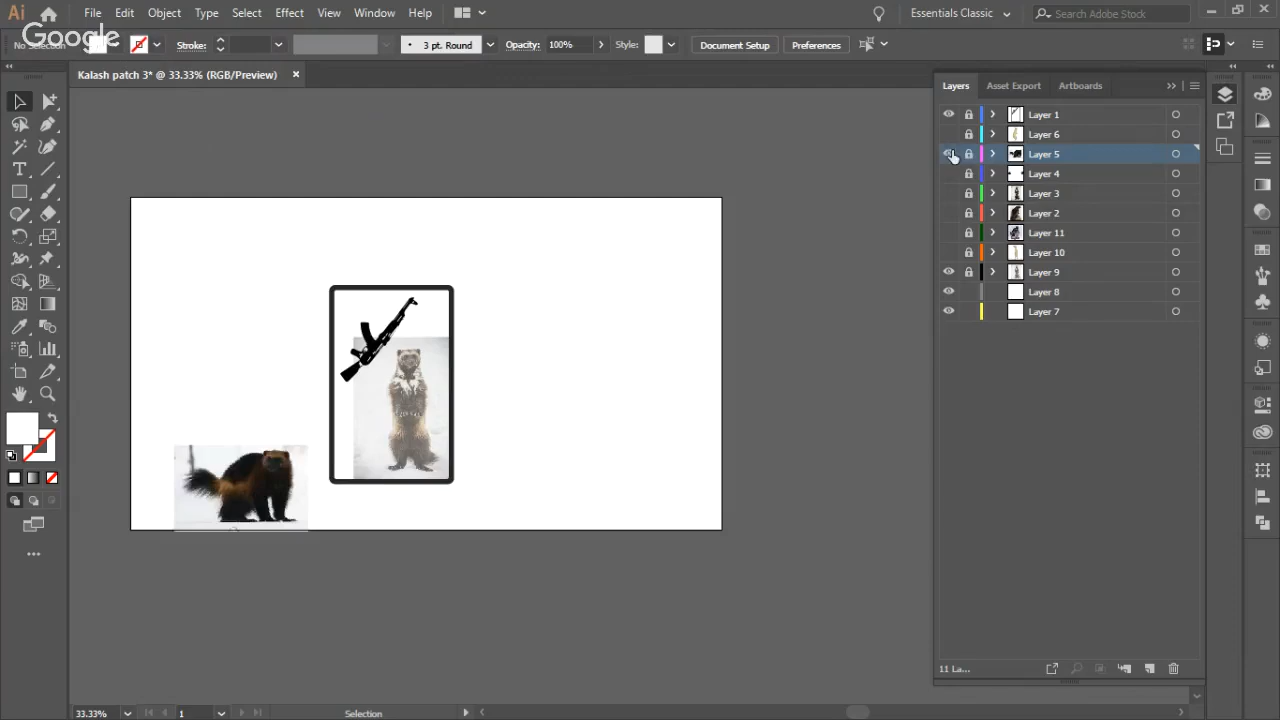 Ai File Edit Object Type Select Effect View Window Help Essentials Classic Search Adobe Stock
Google
No Selection Stroke: 3 pt. Round Opacity: 100% Style: Document Setup Preferences
Kalash patch 3* @ 33.33% (RGB/Preview)
Layers Asset Export Artboards
Layer 1
Layer 6
Layer 5
Layer 4
Layer 3
Layer 2
Layer 11
Layer 10
Layer 9
Layer 8
Layer 7
11 La...
33.33% 1 Selection